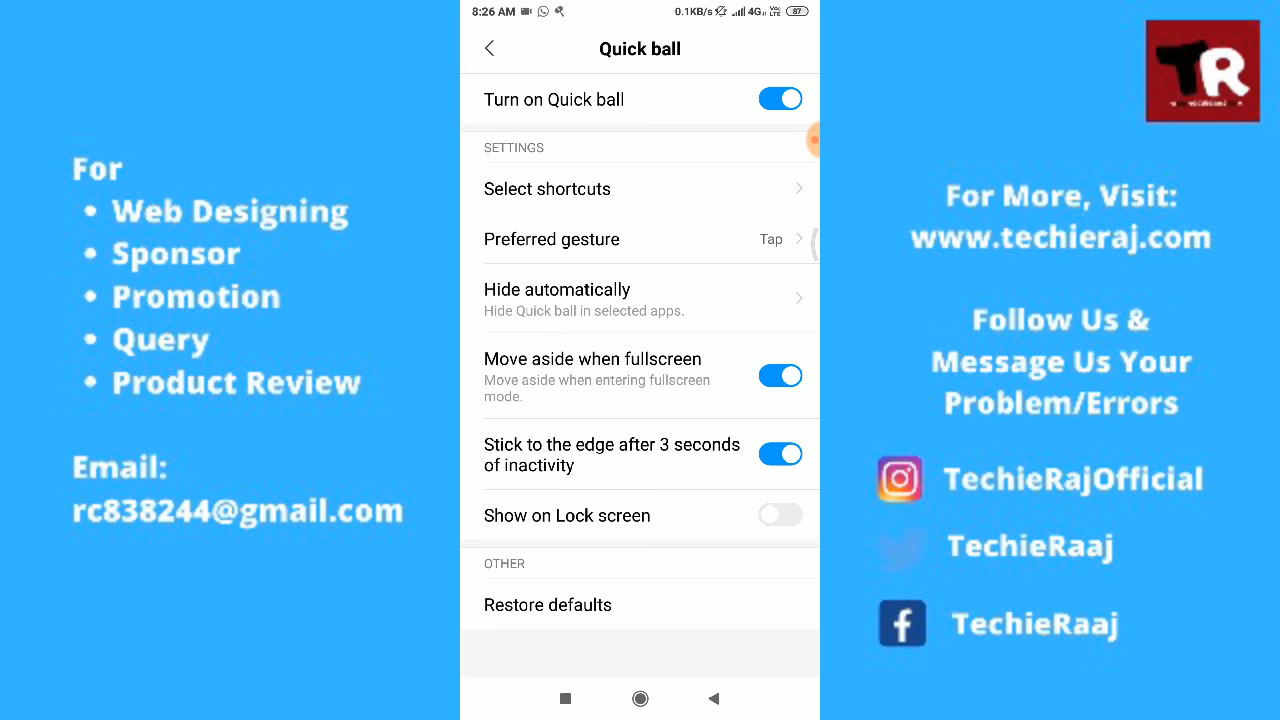 For
• Web Designing
• Sponsor
• Promotion
• Query
• Product Review
Email:
rc838244@gmail.com
8:26 AM
0.1KB/s
4G
Vo
LTE
87
Quick ball
Turn on Quick ball
SETTINGS
Select shortcuts
Preferred gesture
Tap
Hide automatically
Hide Quick ball in selected apps.
Move aside when fullscreen
Move aside when entering fullscreen
mode.
Stick to the edge after 3 seconds
of inactivity
Show on Lock screen
OTHER
Restore defaults
TR
For More, Visit:
www.techieraj.com
Follow Us &
Message Us Your
Problem/Errors
TechieRajOfficial
TechieRaaj
TechieRaaj